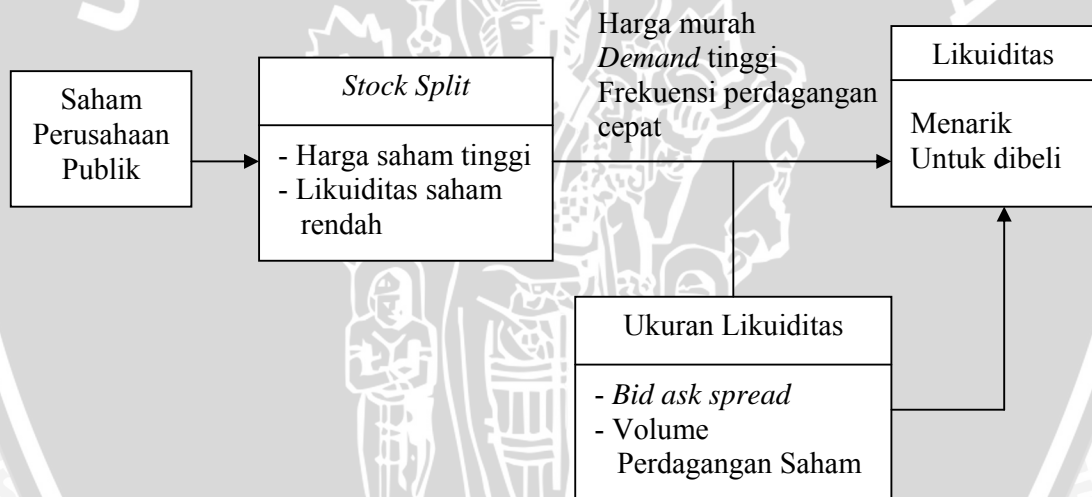 Saham
Perusahaan
Publik
Stock Split
- Harga saham tinggi
- Likuiditas saham
rendah
Harga murah
Demand tinggi
Frekuensi perdagangan
cepat
Likuiditas
Menarik
Untuk dibeli
Ukuran Likuiditas
- Bid ask spread
- Volume
Perdagangan Saham